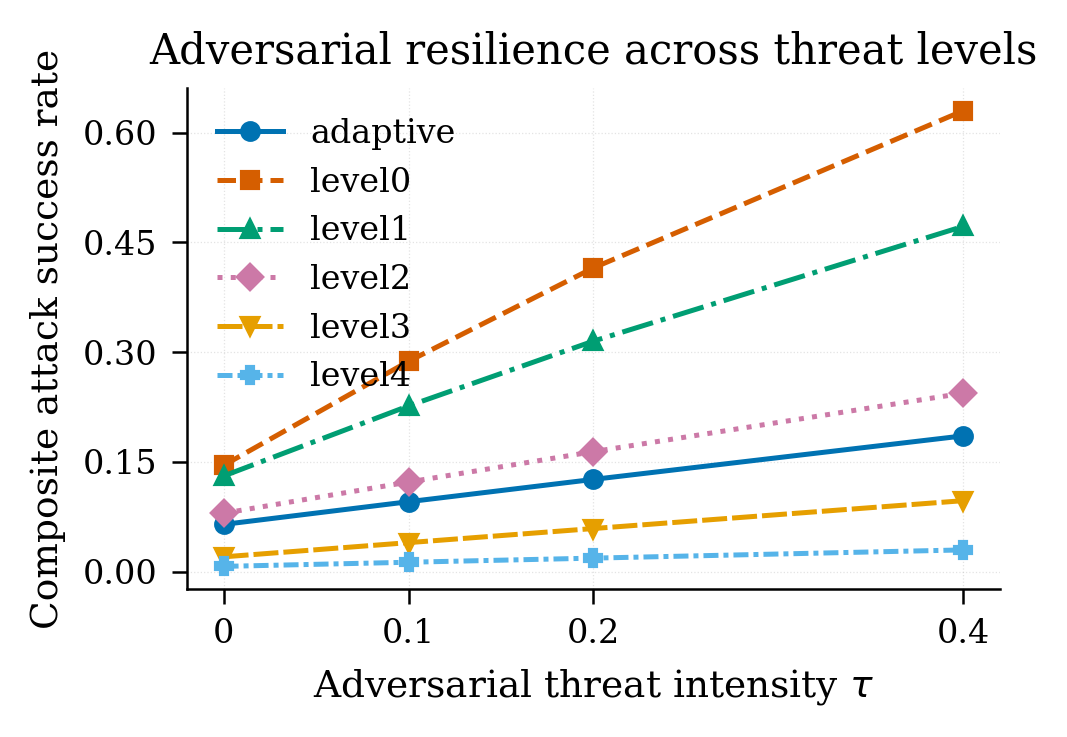 Adversarial resilience across threat levels
Composite attack success rate
0.60
0.45
0.30
0.15
0.00
adaptive
level0
level1
level2
level3
level4
0
0.1
0.2
0.4
Adversarial threat intensity τ